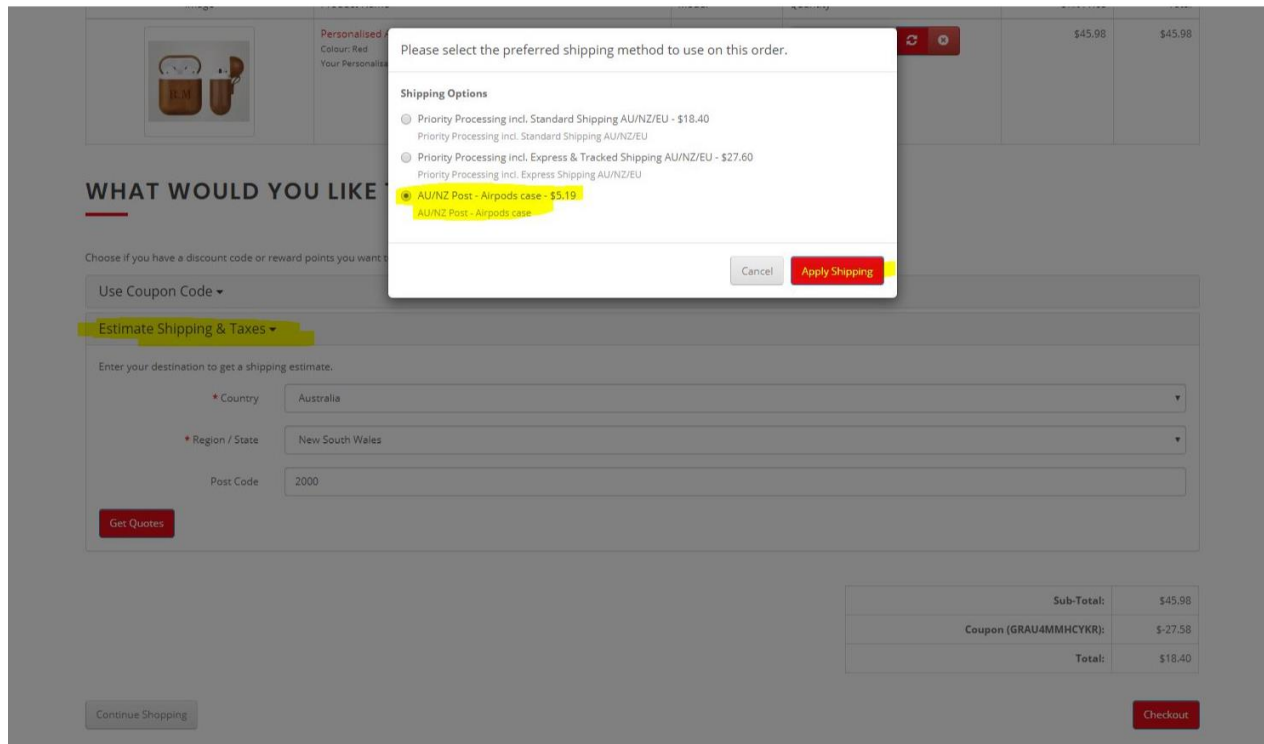 Personalised A
Colour: Red
Your Personalisa
$45.98
$45.98
Please select the preferred shipping method to use on this order.
Shipping Options
Priority Processing incl. Standard Shipping AU/NZ/EU - $18.40
Priority Processing incl. Standard Shipping AU/NZ/EU
Priority Processing incl. Express & Tracked Shipping AU/NZ/EU - $27.60
Priority Processing incl. Express Shipping AU/NZ/EU
AU/NZ Post - Airpods case - $5.19
AU/NZ Post - Airpods case
Cancel
Apply Shipping
WHAT WOULD YOU LIKE
Choose if you have a discount code or reward points you want t
Use Coupon Code
Estimate Shipping & Taxes
Enter your destination to get a shipping estimate.
* Country
Australia
* Region / State
New South Wales
Post Code
2000
Get Quotes
Sub-Total: $45.98
Coupon (GRAU4MMHCYKR): $-27.58
Total: $18.40
Continue Shopping
Checkout